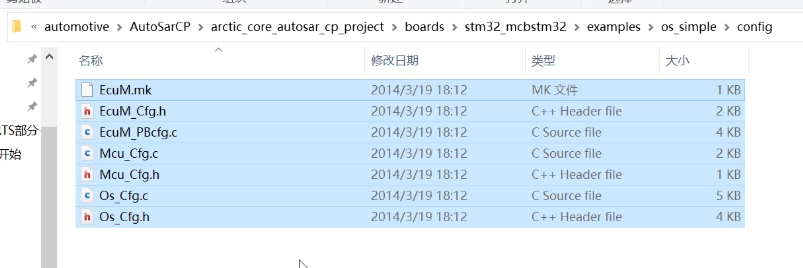 « automotive > AutoSarCP > arctic_core_autosar_cp_project > boards > stm32_mcbstm32 > examples > os_simple > config
名称 修改日期 类型 大小
EcuM.mk 2014/3/19 18:12 MK 文件 1 KB
EcuM_Cfg.h 2014/3/19 18:12 C++ Header file 2 KB
EcuM_PBcfg.c 2014/3/19 18:12 C Source file 4 KB
Mcu_Cfg.c 2014/3/19 18:12 C Source file 2 KB
Mcu_Cfg.h 2014/3/19 18:12 C++ Header file 1 KB
Os_Cfg.c 2014/3/19 18:12 C Source file 5 KB
Os_Cfg.h 2014/3/19 18:12 C++ Header file 4 KB
TS部分
开始